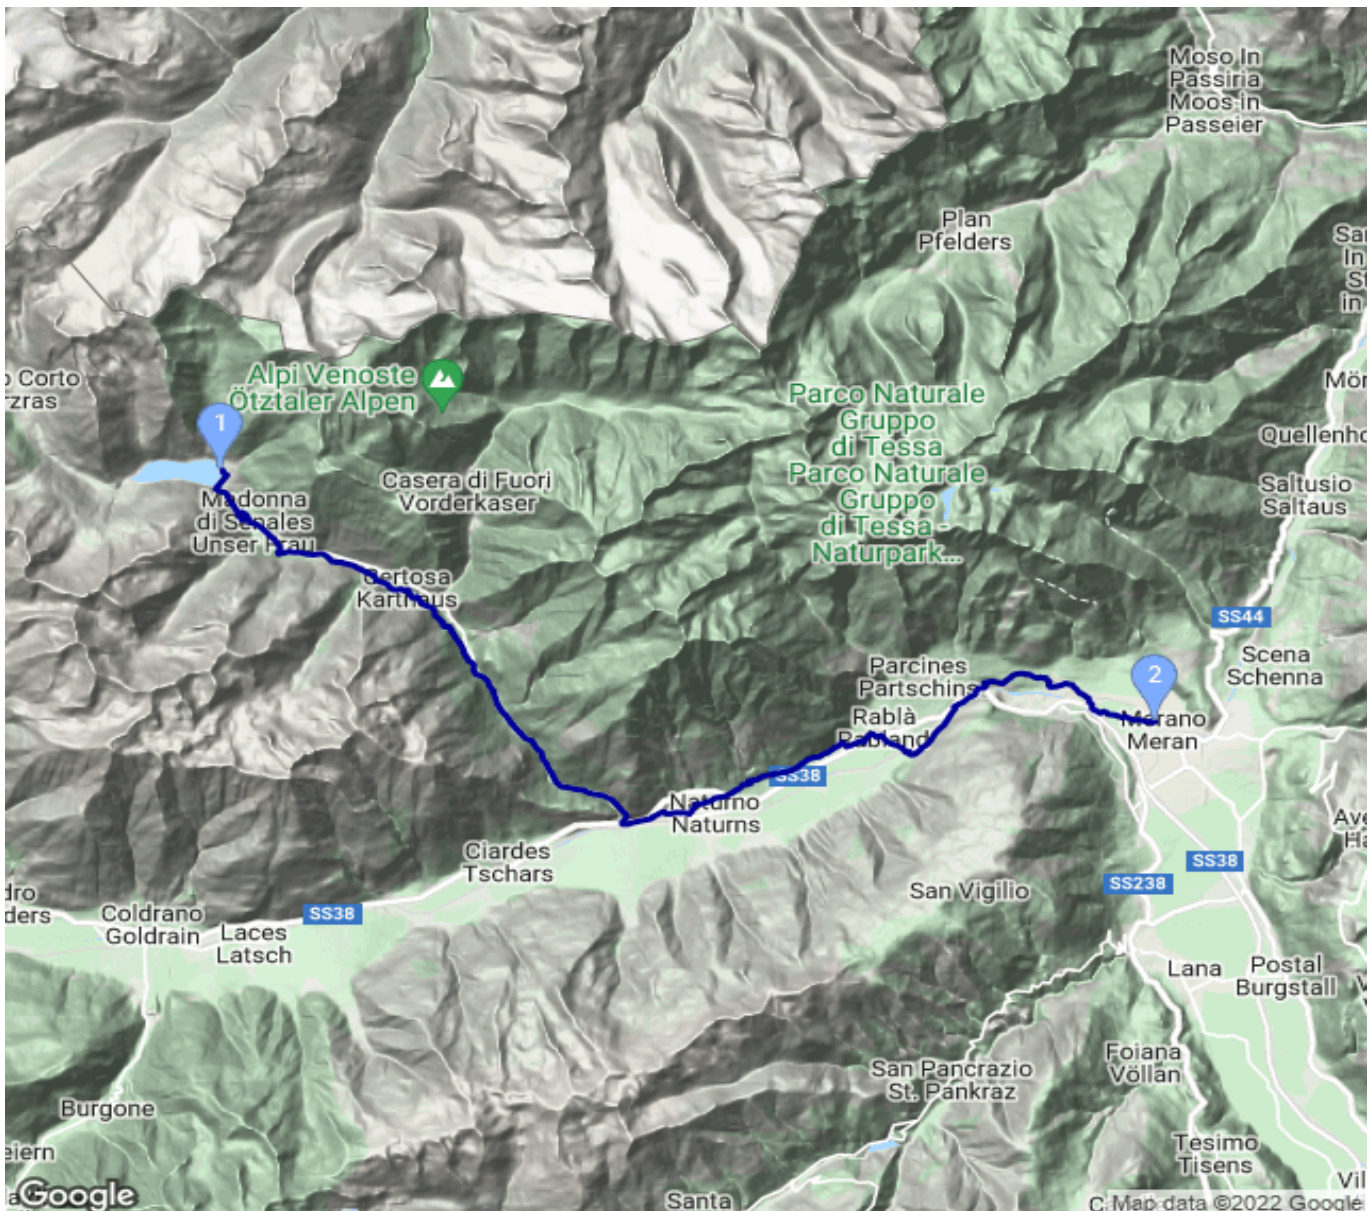 Moso In
Passiria
Moos in
Passeier
Plan
Pfelders
Alpi Venoste
Ötztaler Alpen
Parco Naturale
Gruppo
di Tessa
Parco Naturale
Gruppo
di Tessa -
Naturpark...
Corto
1
Casera di Fuori
Vorderkaser
Madonna
di Senales
Unser Frau
Saltusio
Saltaus
Certosa
Karthaus
SS44
Scena
Schenna
Parcines
Partschins
2
Merano
Meran
Rablà
Rabland
SS38
Naturno
Naturns
Ciardes
Tschars
SS38
SS238
San Vigilio
SS38
Coldrano
Goldrain
Laces
Latsch
Lana
Postal
Burgstall
San Pancrazio
St. Pankraz
Foiana
Völlan
Burgone
Tesimo
Tisens
Google
Santa
Map data ©2022 Google